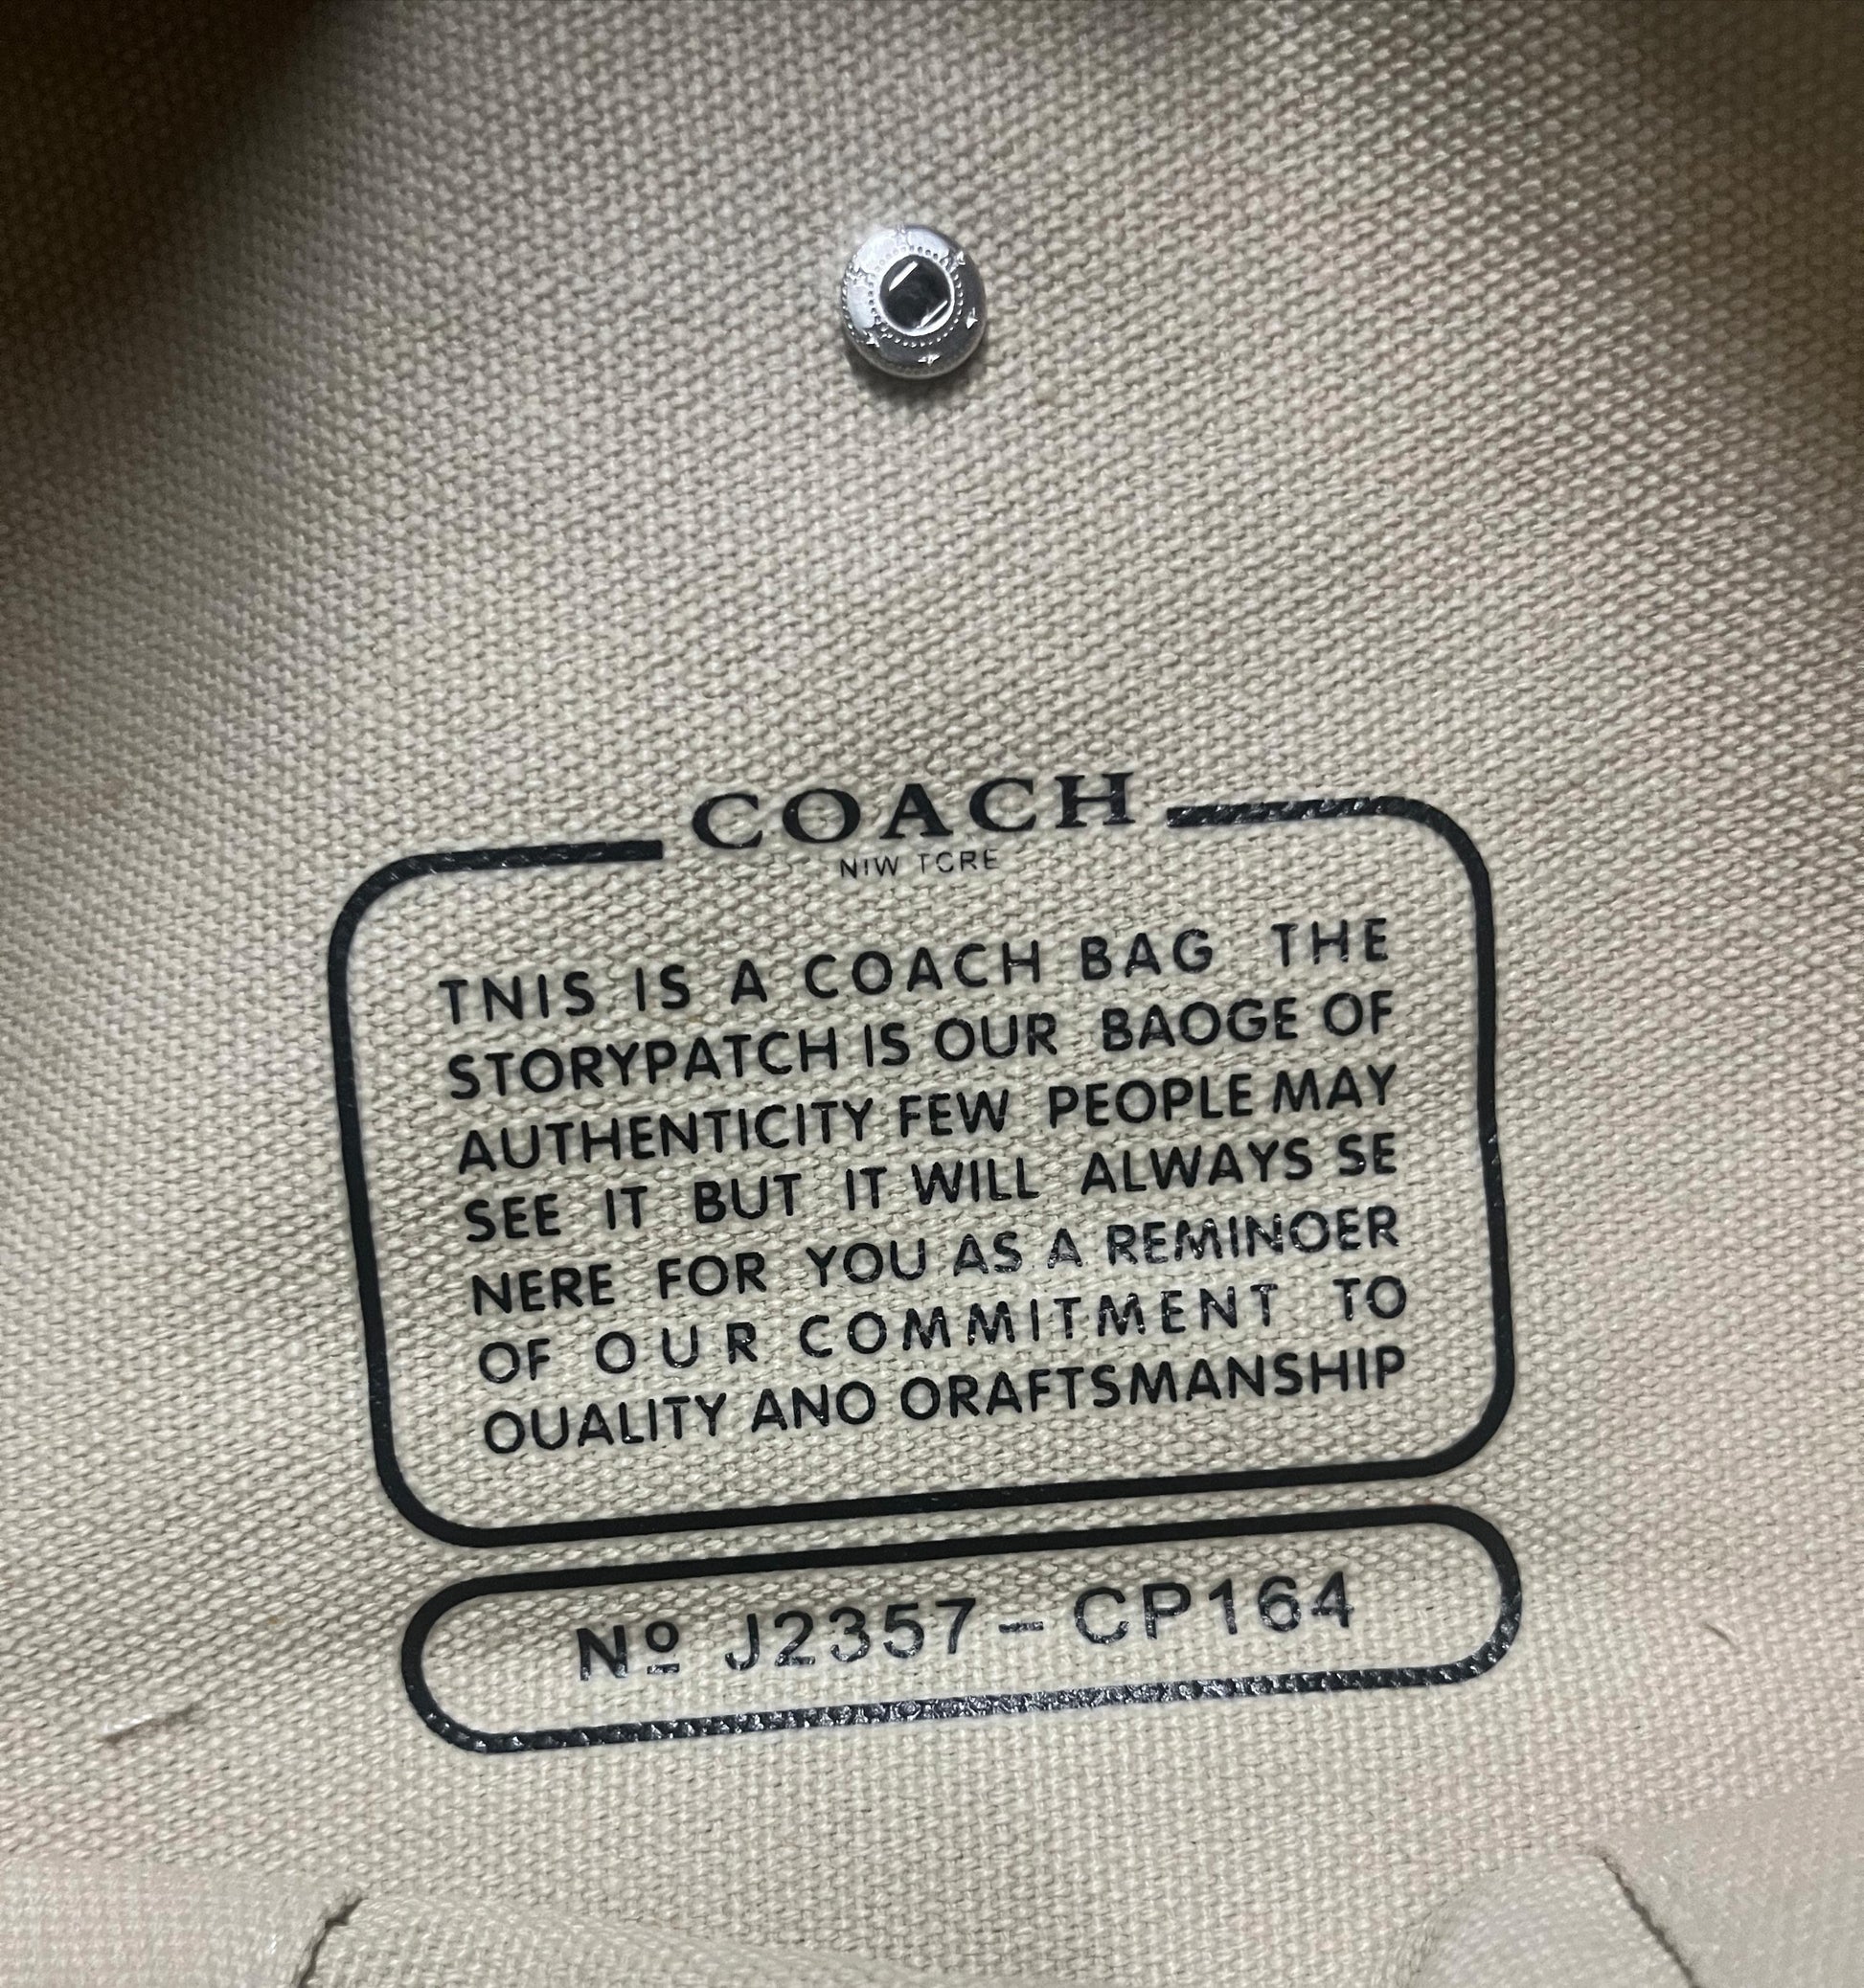 COACH
NIW TCRE
TNIS IS A COACH BAG THE
STORYPATCH IS OUR BAOGE OF
AUTHENTICITY FEW PEOPLE MAY
SEE IT BUT IT WILL ALWAYS SE
NERE FOR YOU AS A REMINOER
OF OUR COMMITMENT TO
OUALITY ANO ORAFTSMANSHIP
Nº J2357-CP164